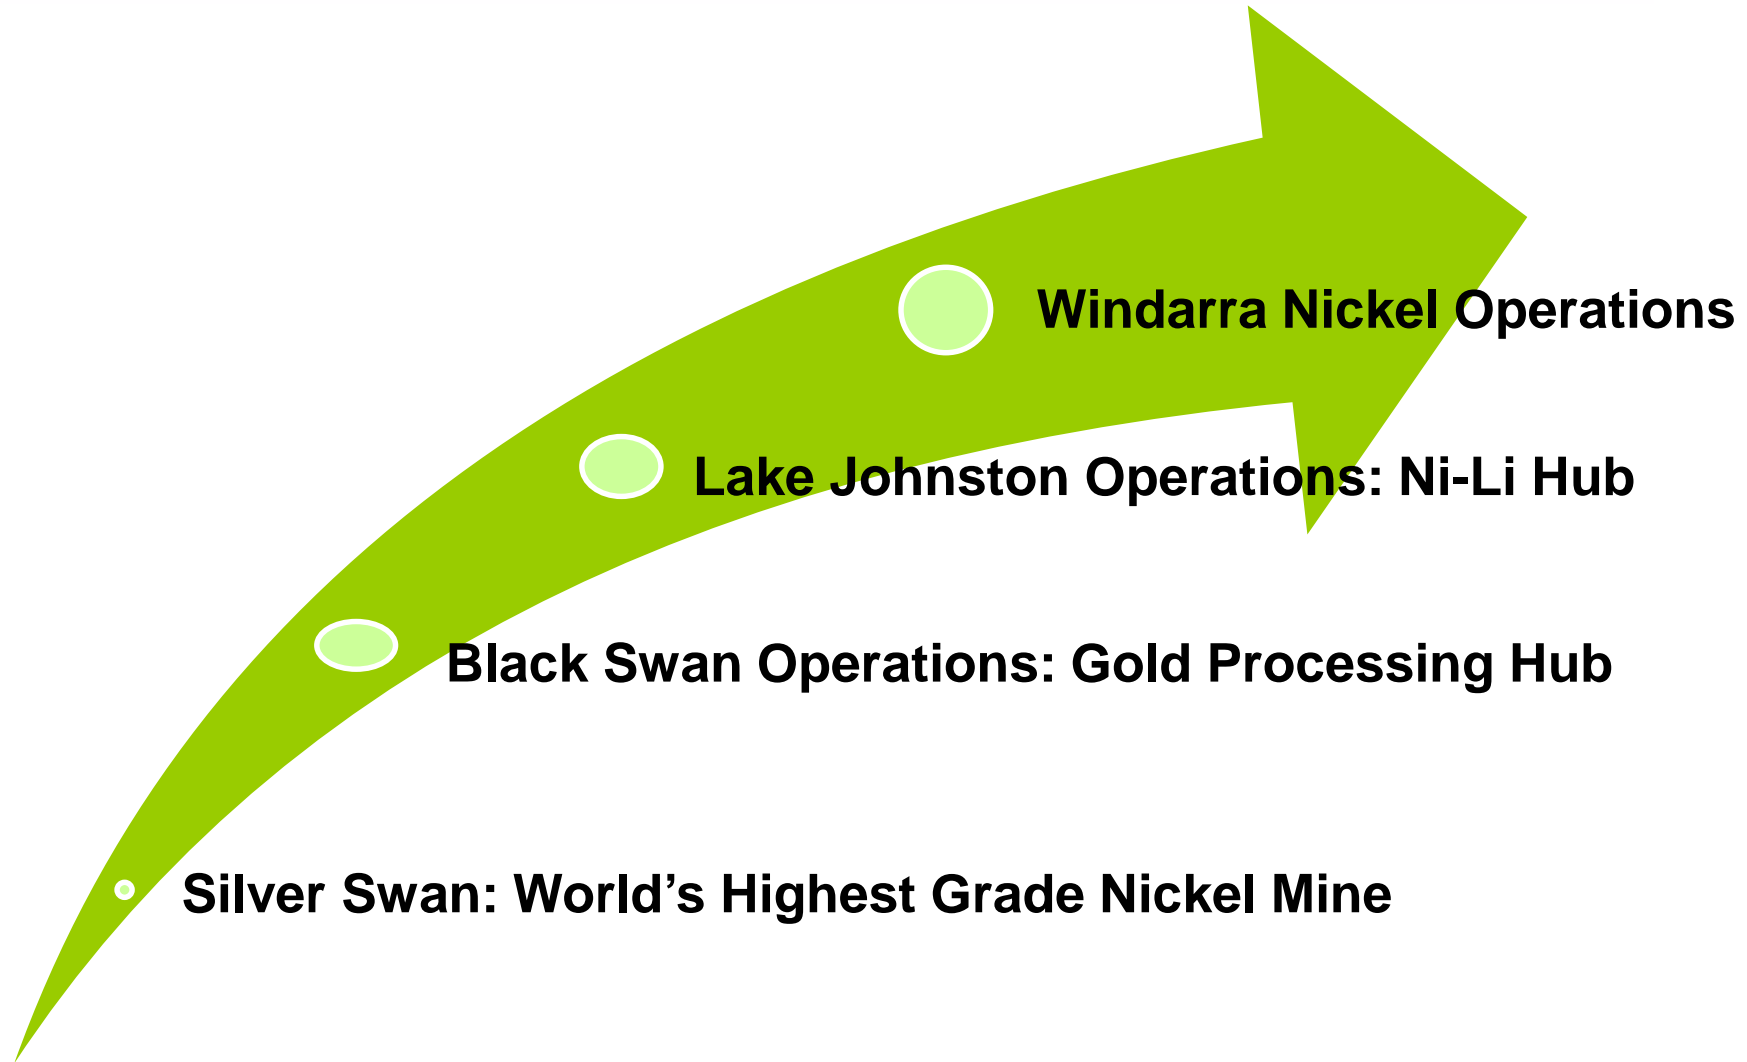 Windarra Nickel Operations
Lake Johnston Operations: Ni-Li Hub
Black Swan Operations: Gold Processing Hub
Silver Swan: World’s Highest Grade Nickel Mine